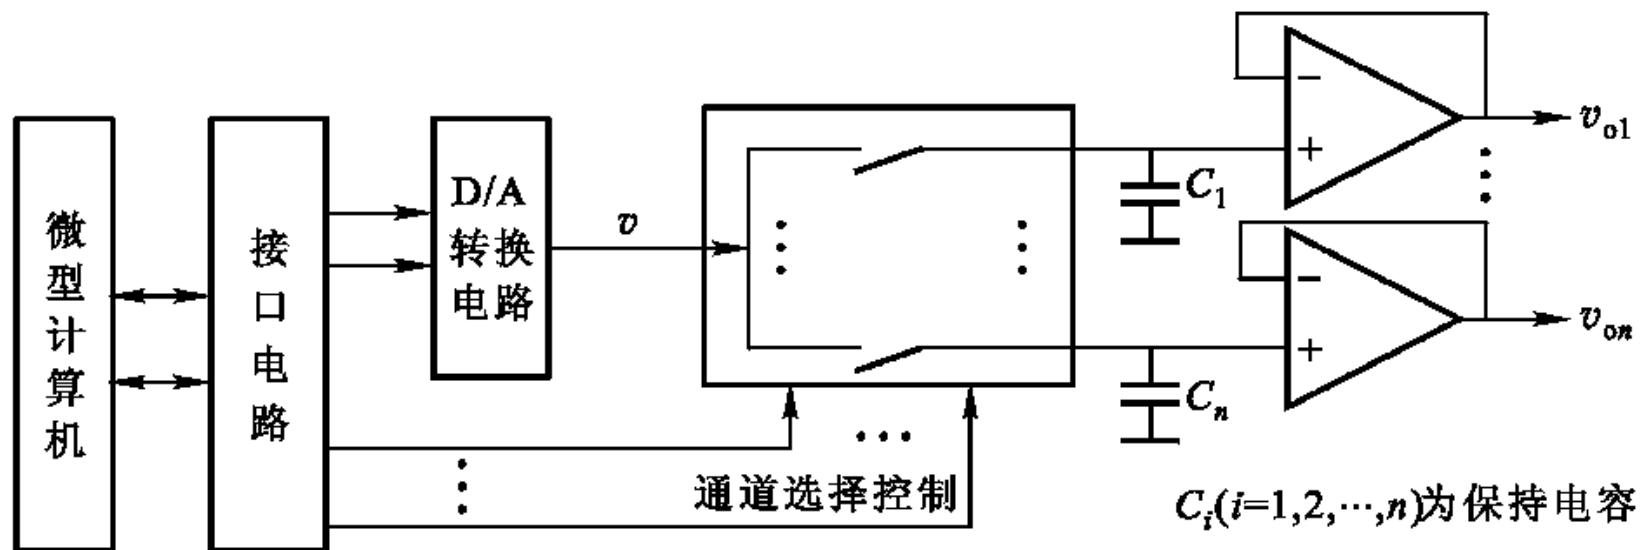 微型计算机
接口电路
D/A
转换
电路
v
C₁
Cₙ
−
+
−
+
vₒ₁
vₒₙ
通道选择控制
Cᵢ(i=1,2,···,n)为保持电容